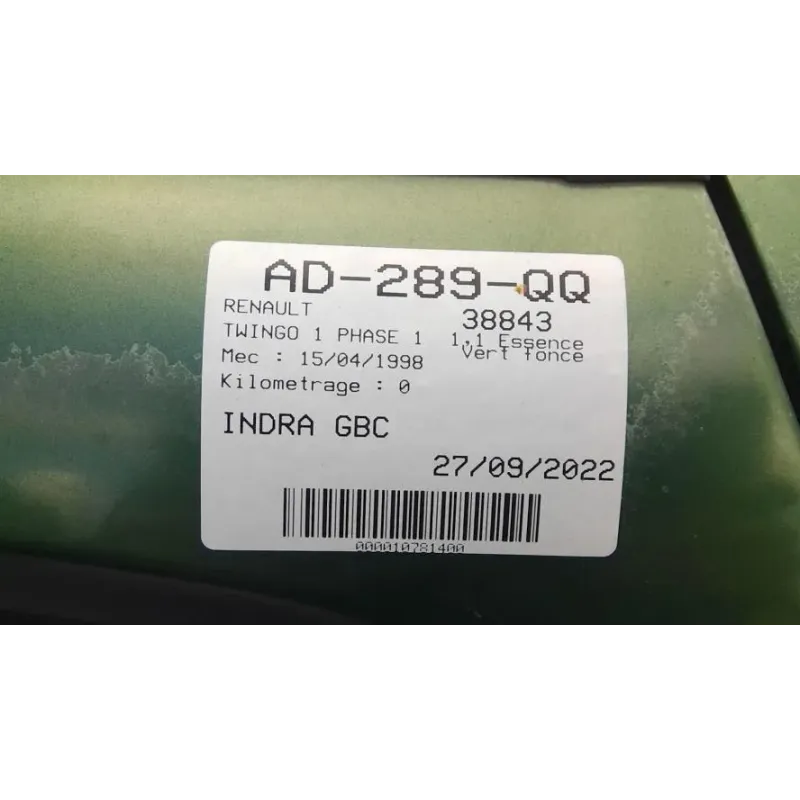 AD-289-QQ
RENAULT 38843
TWINGO 1 PHASE 1 1.1 Essence
Mec : 15/04/1998 Vert fonce
Kilometrage : 0
INDRA GBC
27/09/2022
000010781400